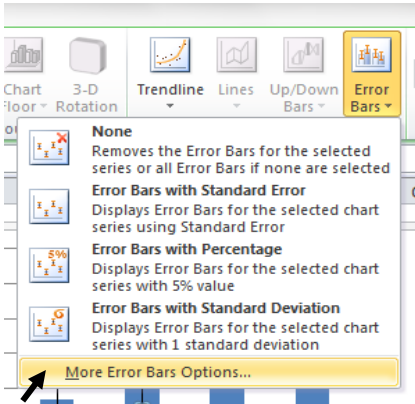 Chart
Floor
3-D
Rotation
Trendline
Lines
Up/Down
Bars
Error
Bars
None
Removes the Error Bars for the selected
series or all Error Bars if none are selected
Error Bars with Standard Error
Displays Error Bars for the selected chart
series using Standard Error
5%
Error Bars with Percentage
Displays Error Bars for the selected chart
series with 5% value
Error Bars with Standard Deviation
Displays Error Bars for the selected chart
series with 1 standard deviation
More Error Bars Options...